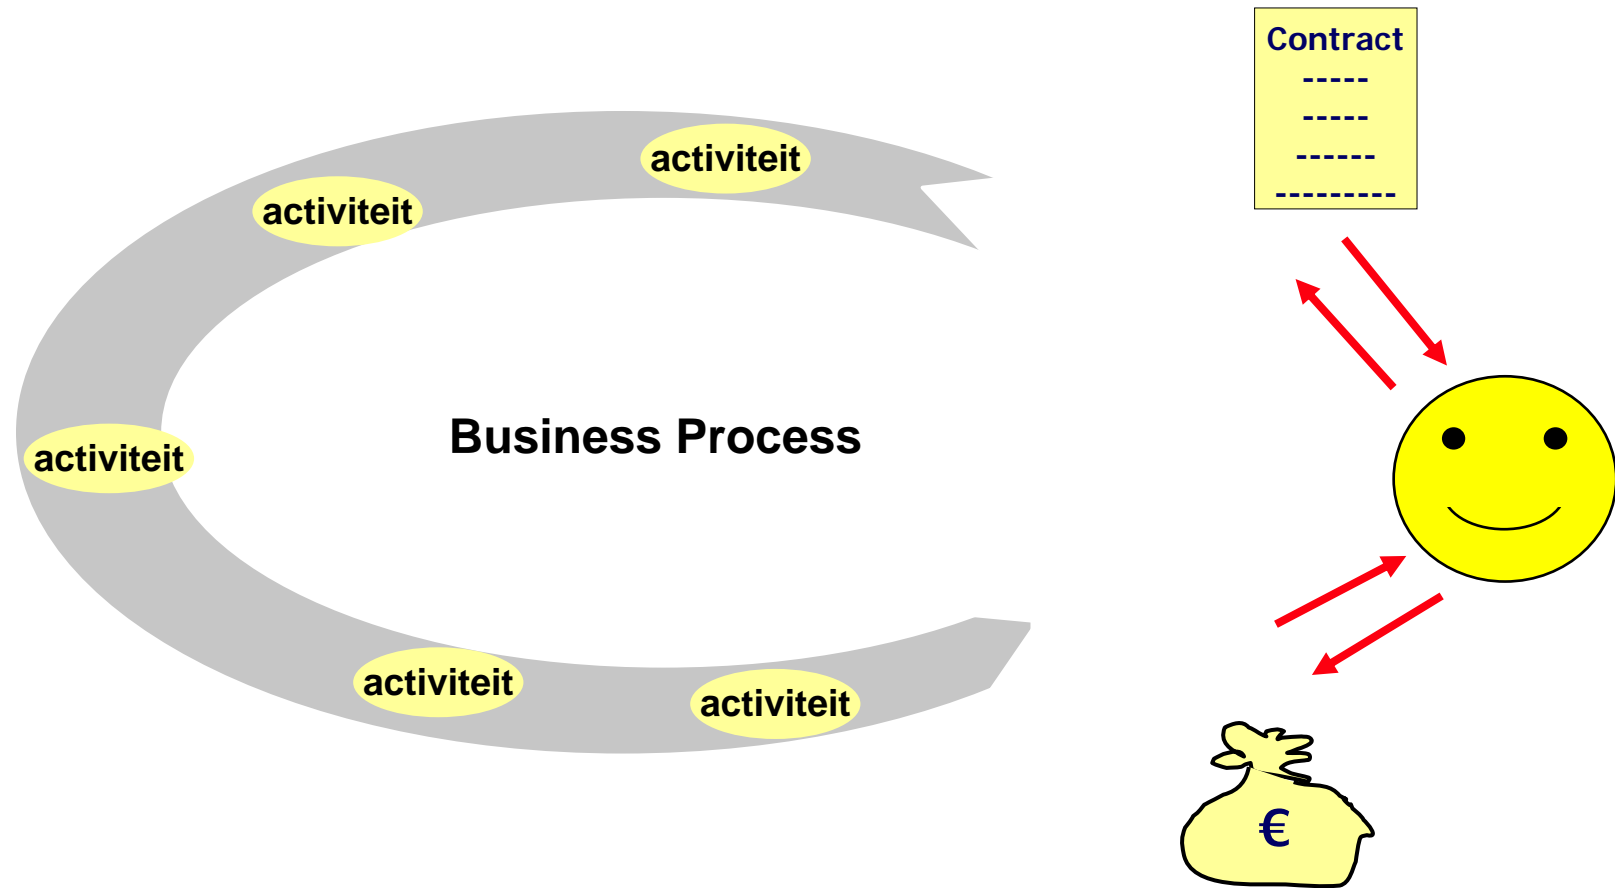 Contract
-----
-----
------
---------
activiteit
activiteit
Business Process
activiteit
activiteit
activiteit
€